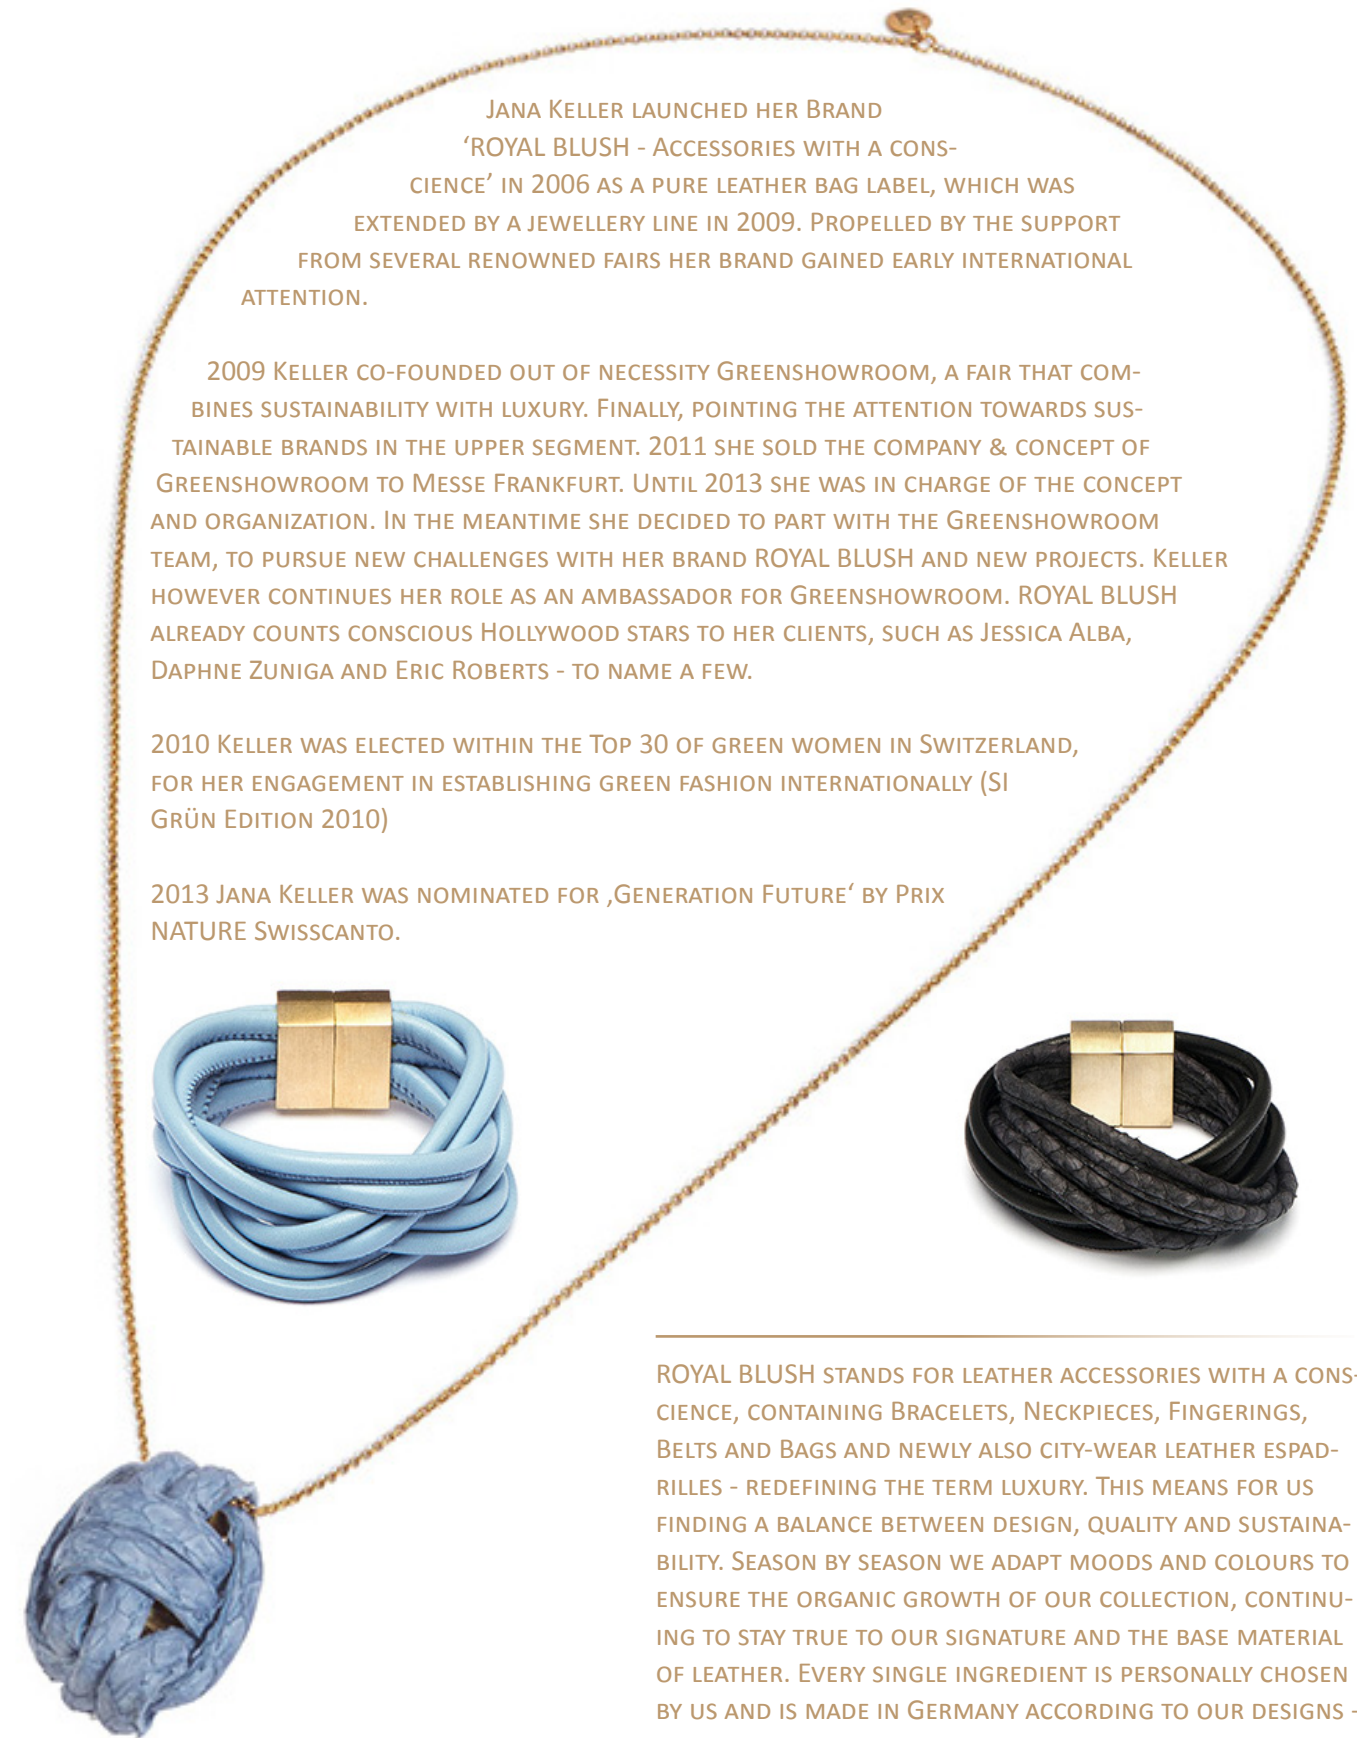 Jana Keller launched her Brand
‘ROYAL BLUSH - Accessories with a cons-
cience’ in 2006 as a pure leather bag label, which was
extended by a jewellery line in 2009. Propelled by the support
from several renowned fairs her brand gained early international
attention.
2009 Keller co-founded out of necessity Greenshowroom, a fair that com-
bines sustainability with luxury. Finally, pointing the attention towards sus-
tainable brands in the upper segment. 2011 she sold the company & concept of
Greenshowroom to Messe Frankfurt. Until 2013 she was in charge of the concept
and organization. In the meantime she decided to part with the Greenshowroom
team, to pursue new challenges with her brand ROYAL BLUSH and new projects. Keller
however continues her role as an ambassador for Greenshowroom. ROYAL BLUSH
already counts conscious Hollywood stars to her clients, such as Jessica Alba,
Daphne Zuniga and Eric Roberts - to name a few.
2010 Keller was elected within the Top 30 of green women in Switzerland,
for her engagement in establishing green fashion internationally (SI
Grün Edition 2010)
2013 Jana Keller was nominated for ‚Generation Future‘ by Prix
NATURE Swisscanto.
ROYAL BLUSH stands for leather accessories with a cons-
cience, containing Bracelets, Neckpieces, Fingerings,
Belts and Bags and newly also city-wear leather espad-
rilles - redefining the term luxury. This means for us
finding a balance between design, quality and sustaina-
bility. Season by season we adapt moods and colours to
ensure the organic growth of our collection, continu-
ing to stay true to our signature and the base material
of leather. Every single ingredient is personally chosen
by us and is made in Germany according to our designs -